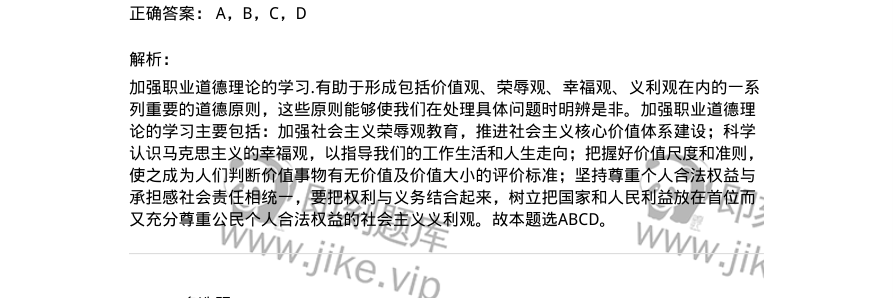 正确答案： A，B，C，D
解析：
加强职业道德理论的学习.有助于形成包括价值观、荣辱观、幸福观、义利观在内的一系
列重要的道德原则，这些原则能够使我们在处理具体问题时明辨是非。加强职业道德理
论的学习主要包括：加强社会主义荣辱观教育，推进社会主义核心价值体系建设；科学
认识马克思主义的幸福观，以指导我们的工作生活和人生走向；把握好价值尺度和准则，
使之成为人们判断价值事物有无价值及价值大小的评价标准；坚持尊重个人合法权益与
承担感社会责任相统一，要把权利与义务结合起来，树立把国家和人民利益放在首位而
又充分尊重公民个人合法权益的社会主义义利观。故本题选ABCD。
即刻题库
www.jike.vip
即刻
www.jike